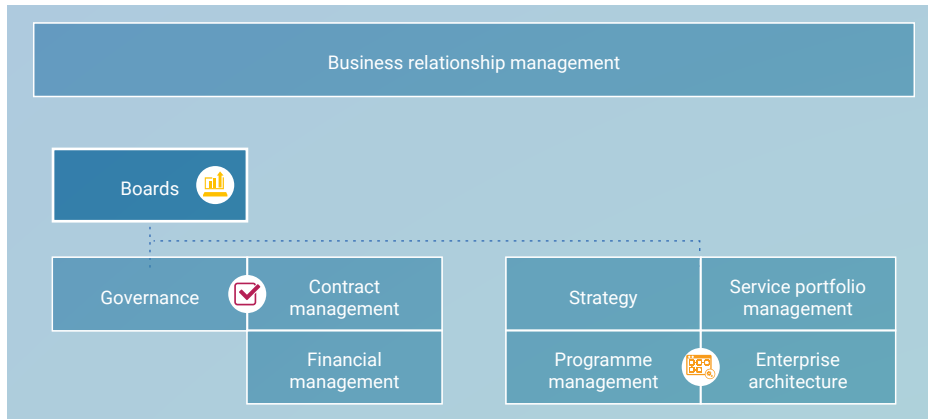 Business relationship management
Boards
Governance
Contract
management
Financial
management
Strategy
Service portfolio
management
Programme
management
Enterprise
architecture